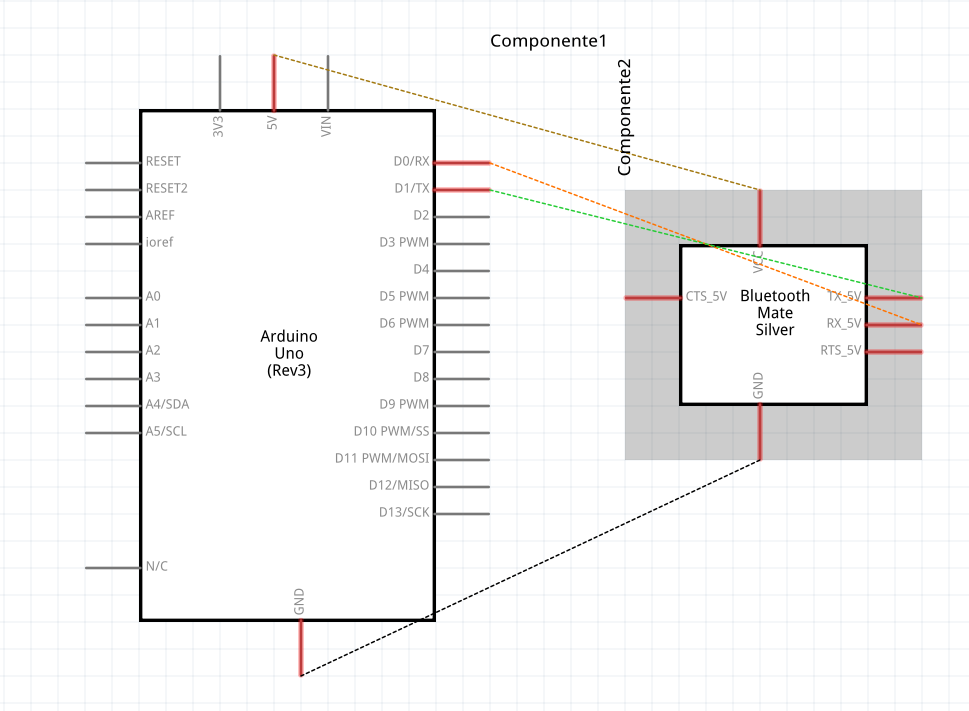 Componente1
Componente2
3V3
5V
VIN
RESET
RESET2
AREF
ioref
A0
A1
A2
A3
A4/SDA
A5/SCL
N/C
Arduino
Uno
(Rev3)
D0/RX
D1/TX
D2
D3 PWM
D4
D5 PWM
D6 PWM
D7
D8
D9 PWM
D10 PWM/SS
D11 PWM/MOSI
D12/MISO
D13/SCK
GND
VCC
CTS_5V
Bluetooth
Mate
Silver
TX_5V
RX_5V
RTS_5V
GND